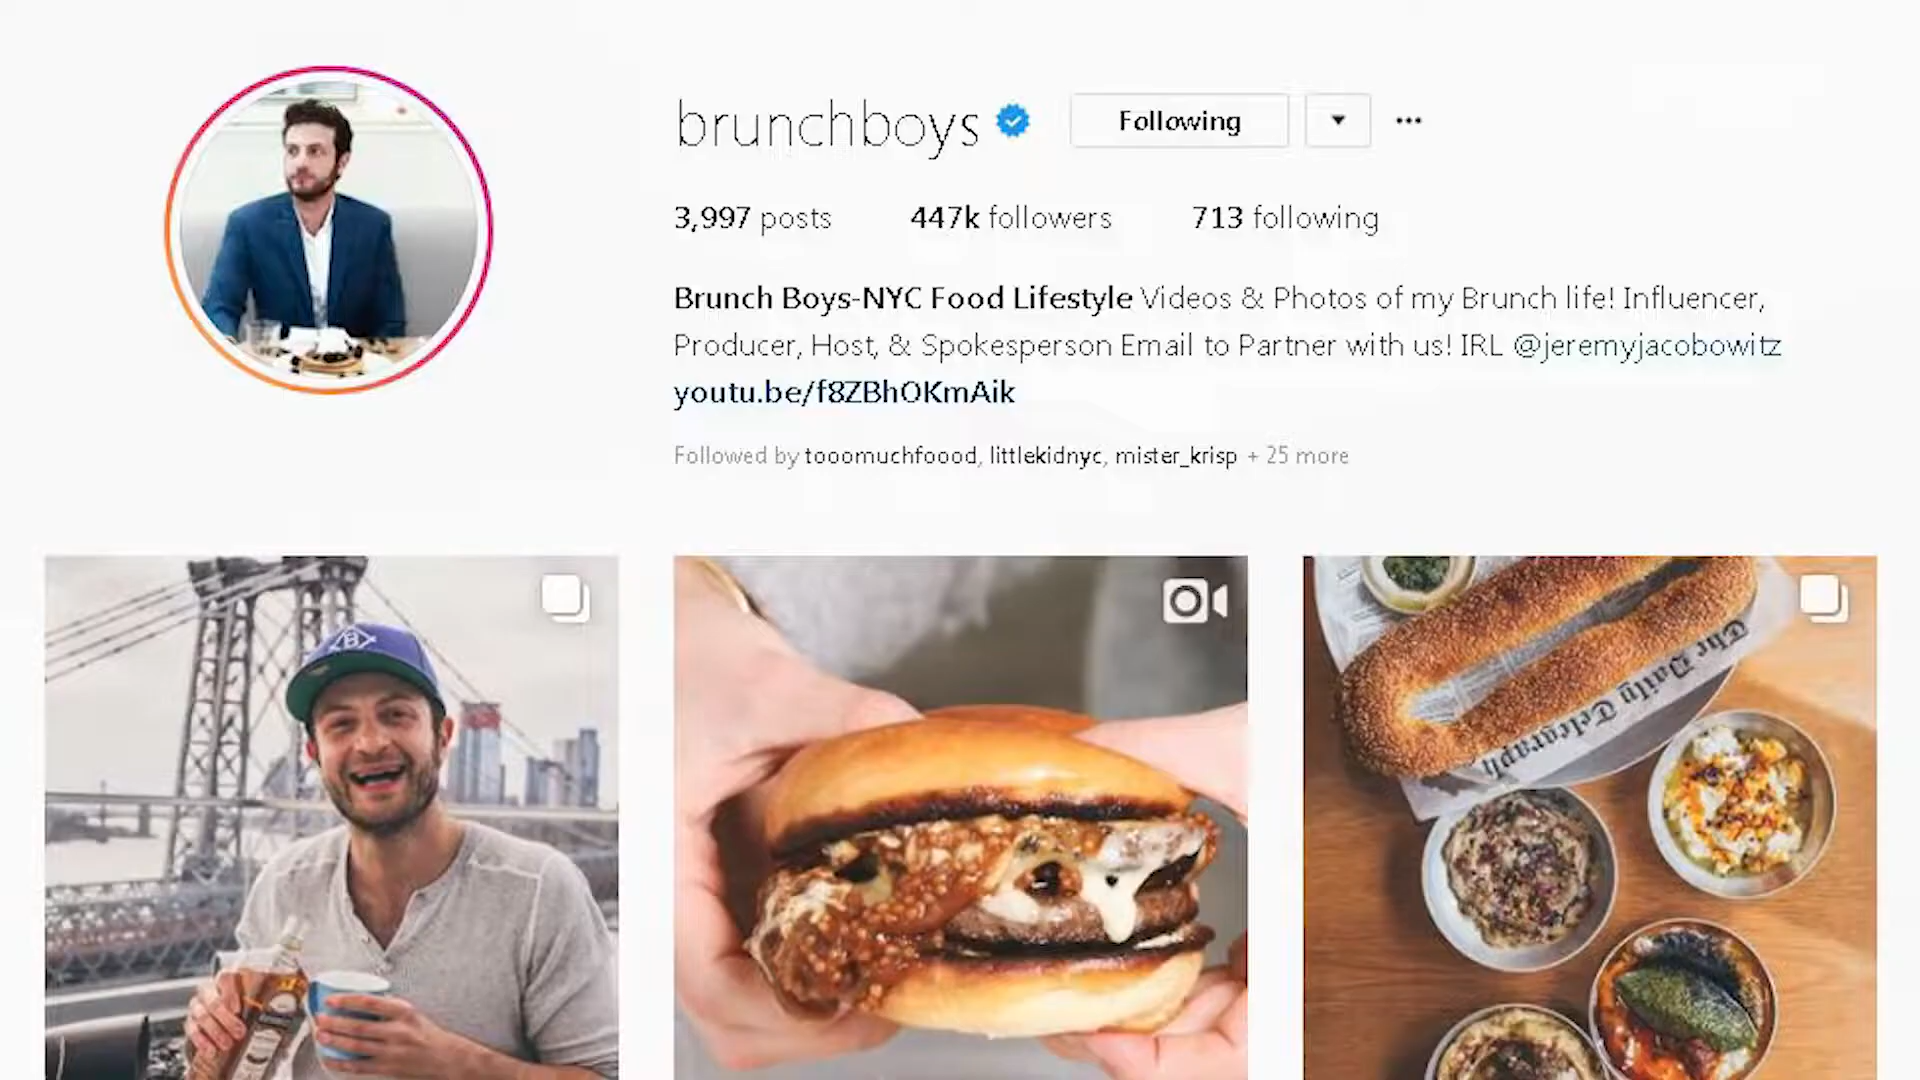 brunchboys Following
3,997 posts 447k followers 713 following
Brunch Boys-NYC Food Lifestyle Videos & Photos of my Brunch life! Influencer,
Producer, Host, & Spokesperson Email to Partner with us! IRL @jeremyjacobowitz
youtu.be/f8ZBhOKmAik
Followed by tooomuchfoood, littlekidnyc, mister_krisp + 25 more
B
The Daily Telegraph